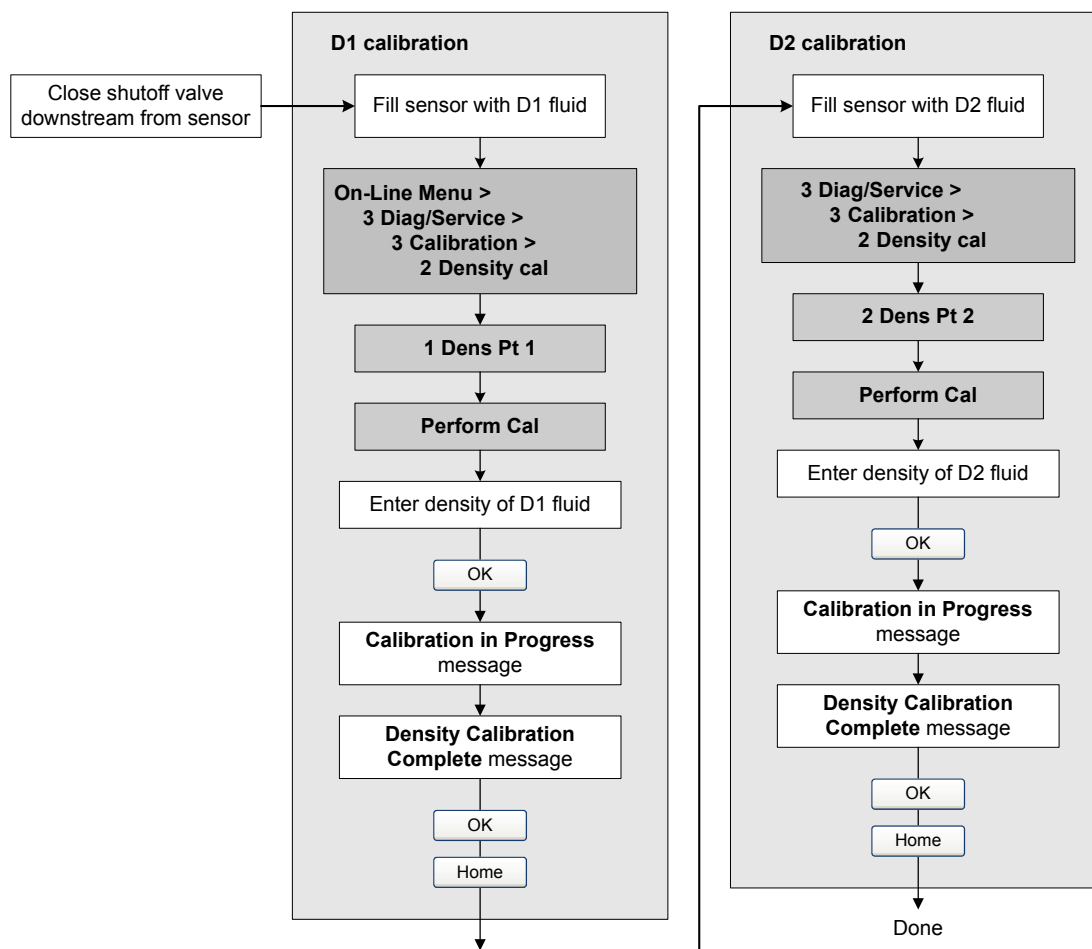 Close shutoff valve
downstream from sensor
D1 calibration
Fill sensor with D1 fluid
On-Line Menu >
3 Diag/Service >
3 Calibration >
2 Density cal
1 Dens Pt 1
Perform Cal
Enter density of D1 fluid
OK
Calibration in Progress
message
Density Calibration
Complete message
OK
Home
D2 calibration
Fill sensor with D2 fluid
3 Diag/Service >
3 Calibration >
2 Density cal
2 Dens Pt 2
Perform Cal
Enter density of D2 fluid
OK
Calibration in Progress
message
Density Calibration
Complete message
OK
Home
Done